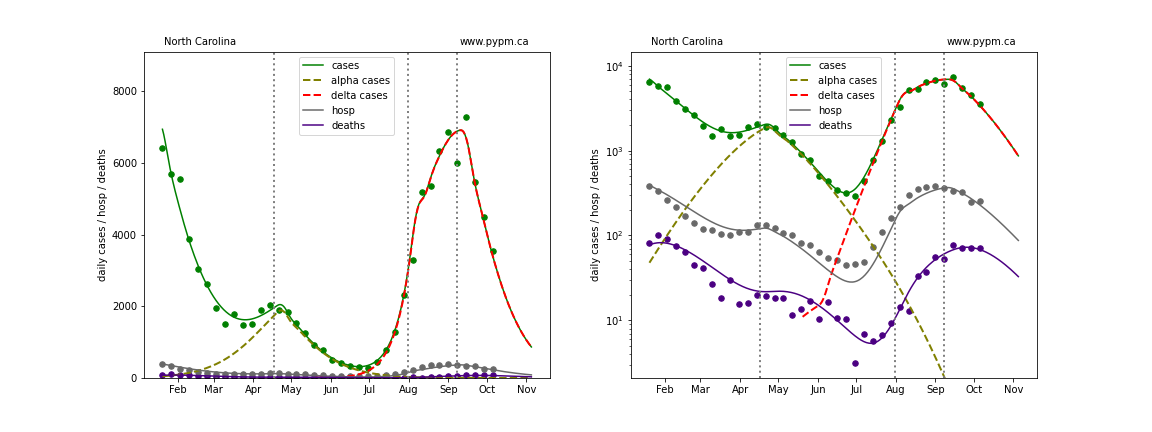 North Carolina
www.pypm.ca
cases
alpha cases
delta cases
hosp
deaths
daily cases / hosp / deaths
8000
6000
4000
2000
0
Feb
Mar
Apr
May
Jun
Jul
Aug
Sep
Oct
Nov
North Carolina
www.pypm.ca
cases
alpha cases
delta cases
hosp
deaths
daily cases / hosp / deaths
10⁴
10³
10²
10¹
Feb
Mar
Apr
May
Jun
Jul
Aug
Sep
Oct
Nov